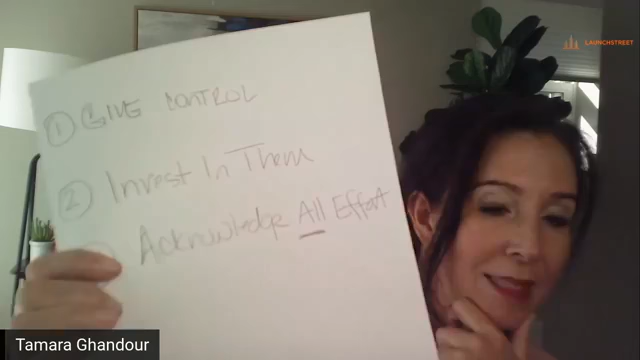 LAUNCHSTREET
① GIVE CONTROL
② Invest In Them
Acknowledge All Effort
Tamara Ghandour